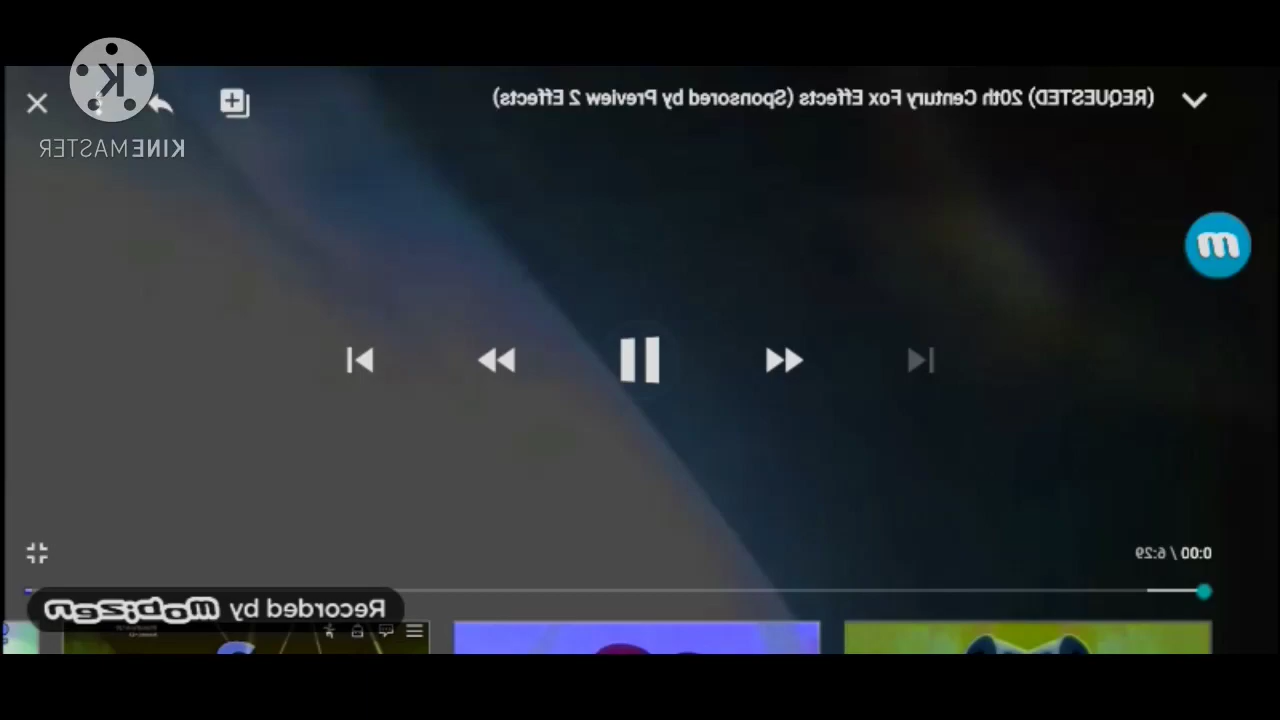 (REQUESTED) 20th Century Fox Effects (Sponsored by Preview 2 Effects)
KINEMASTER
m
0:00 / 6:29
Recorded by mobizen